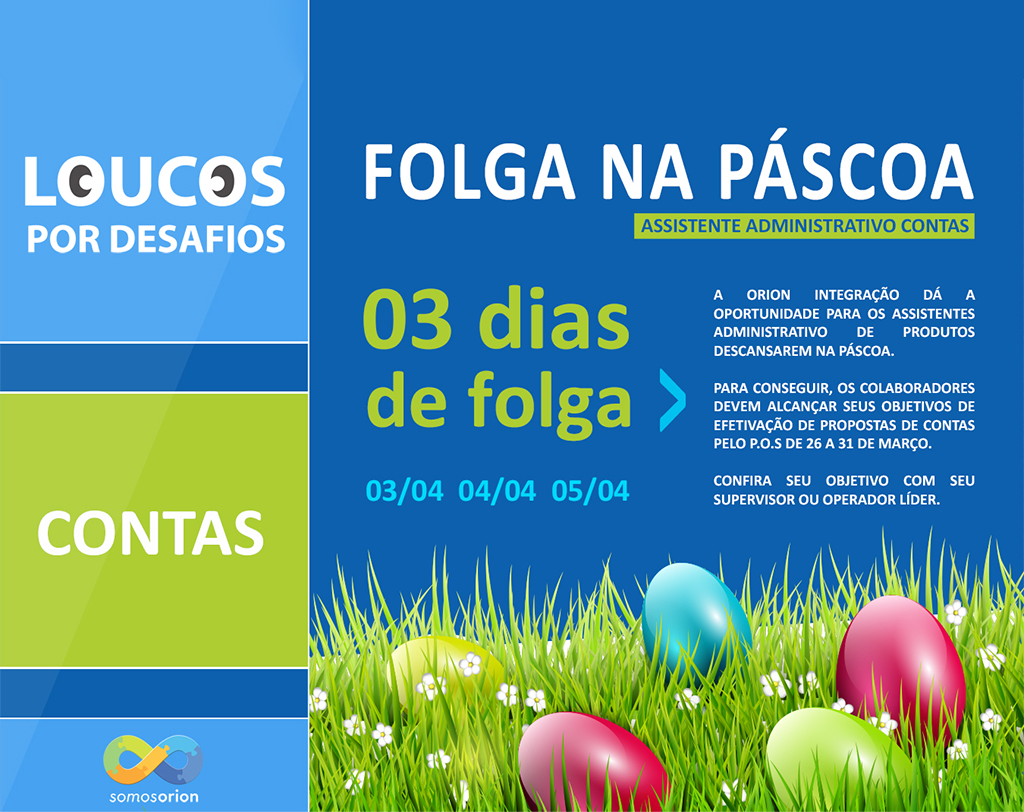 LOUCOS
POR DESAFIOS
CONTAS
somosorion
FOLGA NA PÁSCOA
ASSISTENTE ADMINISTRATIVO CONTAS
03 dias
de folga
03/04 04/04 05/04
A ORION INTEGRAÇÃO DÁ A
OPORTUNIDADE PARA OS ASSISTENTES
ADMINISTRATIVO DE PRODUTOS
DESCANSAREM NA PÁSCOA.
PARA CONSEGUIR, OS COLABORADORES
DEVEM ALCANÇAR SEUS OBJETIVOS DE
EFETIVAÇÃO DE PROPOSTAS DE CONTAS
PELO P.O.S DE 26 A 31 DE MARÇO.
CONFIRA SEU OBJETIVO COM SEU
SUPERVISOR OU OPERADOR LÍDER.